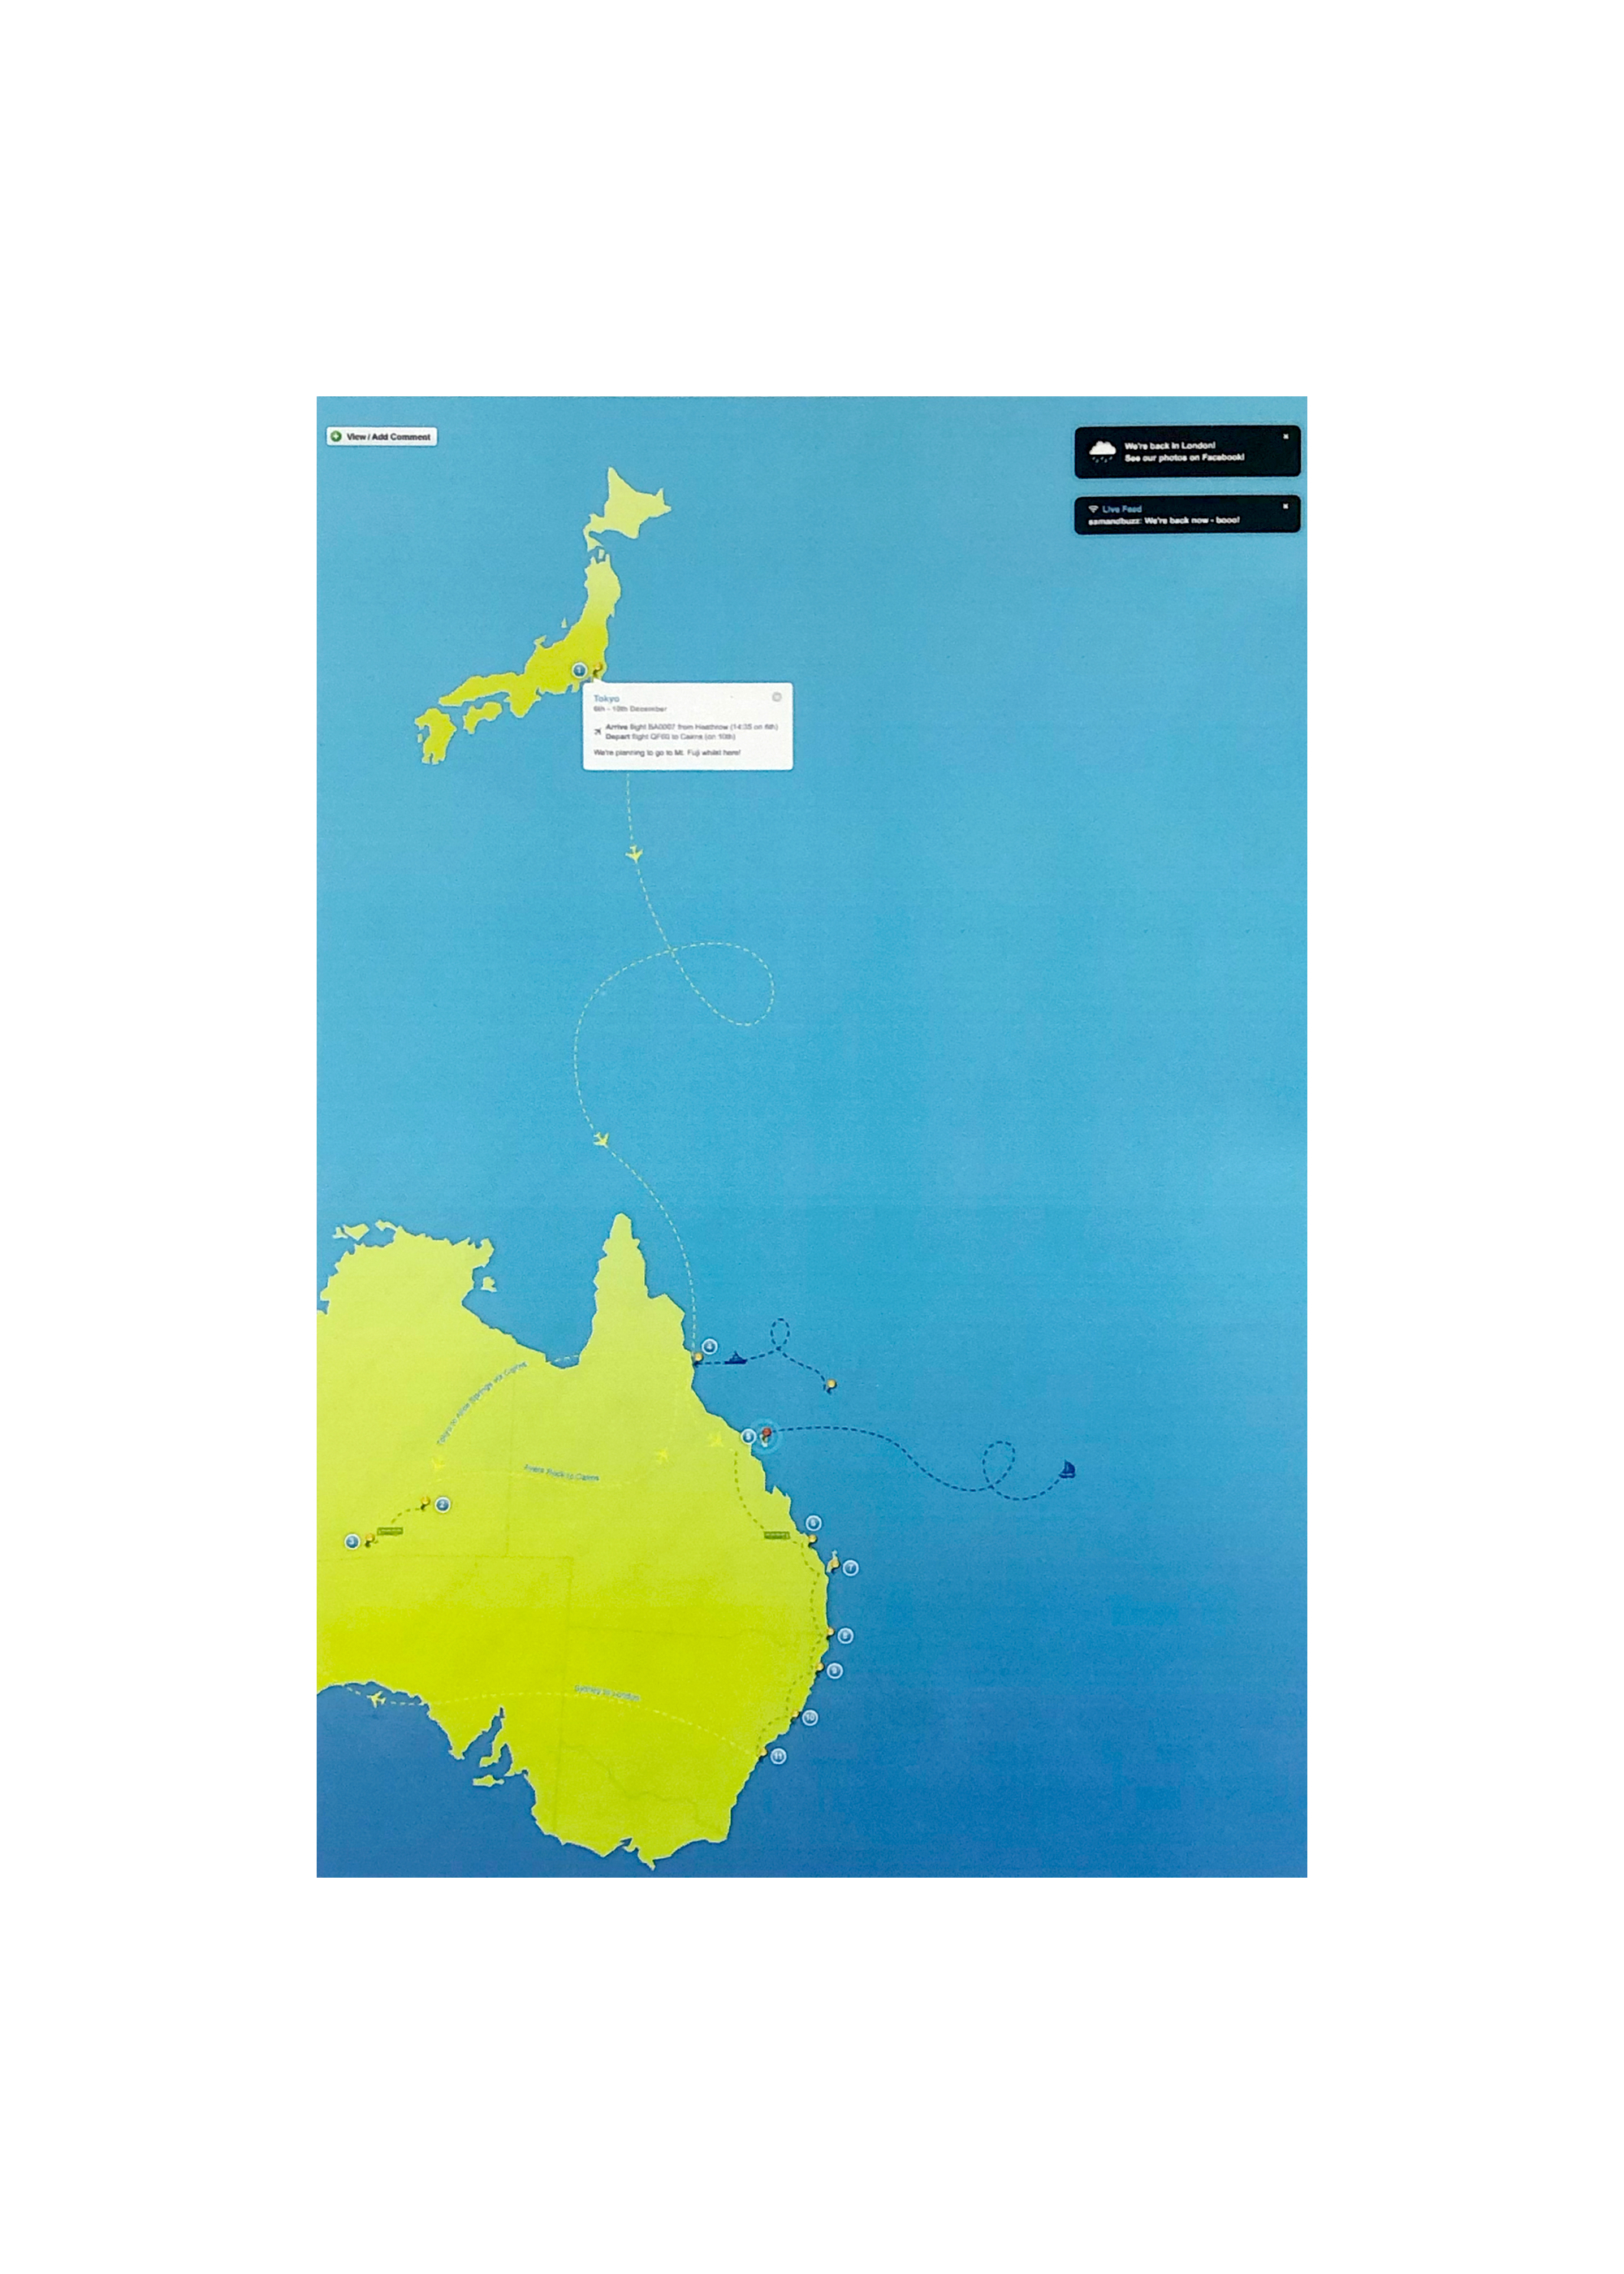 View / Add Comment
We're back in London!
See our photos on Facebook!
Live Feed
samandbuzz: We're back now - booo!
1
Tokyo
6th - 10th December
Arrive flight BA0007 from Heathrow (14:35 on 6th)
Depart flight QF60 to Cairns (on 10th)
We're planning to go to Mt. Fuji whilst here!
4
Tokyo to Alice Springs via Cairns
5
Ayers Rock to Cairns
2
3
6
7
8
9
Sydney to London
10
11